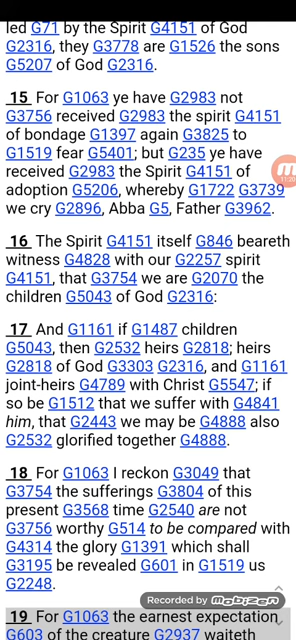 led G71 by the Spirit G4151 of God
G2316, they G3778 are G1526 the sons
G5207 of God G2316.
15 For G1063 ye have G2983 not
G3756 received G2983 the spirit G4151
of bondage G1397 again G3825 to
G1519 fear G5401; but G235 ye have
received G2983 the Spirit G4151 of
adoption G5206, whereby G1722 G3739
we cry G2896, Abba G5, Father G3962.
16 The Spirit G4151 itself G846 beareth
witness G4828 with our G2257 spirit
G4151, that G3754 we are G2070 the
children G5043 of God G2316:
17 And G1161 if G1487 children
G5043, then G2532 heirs G2818; heirs
G2818 of God G3303 G2316, and G1161
joint-heirs G4789 with Christ G5547; if
so be G1512 that we suffer with G4841
him, that G2443 we may be G4888 also
G2532 glorified together G4888.
18 For G1063 I reckon G3049 that
G3754 the sufferings G3804 of this
present G3568 time G2540 are not
G3756 worthy G514 to be compared with
G4314 the glory G1391 which shall
G3195 be revealed G601 in G1519 us
G2248.
Recorded by Mobizen
19 For G1063 the earnest expectation
G603 of the creature G2937 waiteth